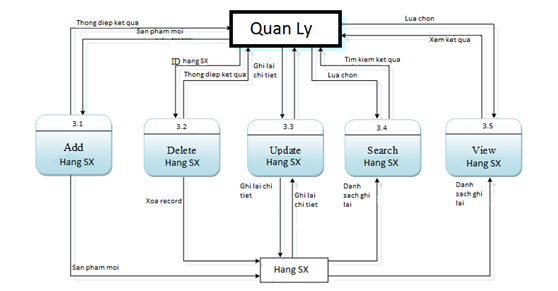 Thong diep ket qua
San pham moi
Quan Ly
Lua chon
Xem ket qua
ID hang SX
Thong diep ket qua
Ghi lai
chi tiet
Tim kiem ket qua
Lua chon
3.1
Add
Hang SX
3.2
Delete
Hang SX
3.3
Update
Hang SX
3.4
Search
Hang SX
3.5
View
Hang SX
Xoa record
Ghi lai chi
tiet
Ghi lai
chi tiet
Danh
sach ghi
lai
Danh
sach ghi
lai
San pham moi
Hang SX